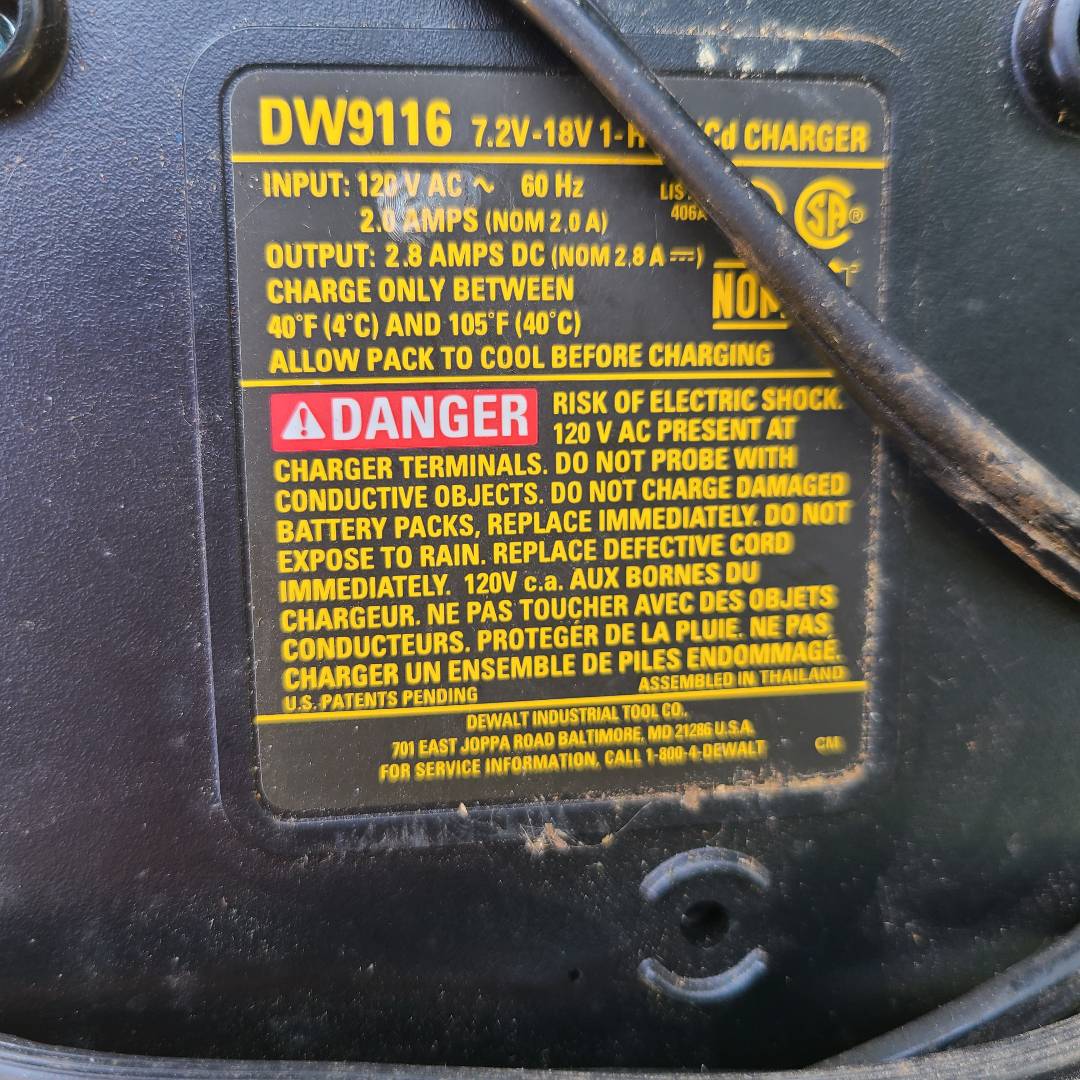 DW9116 7.2V-18V 1-H Cd CHARGER
INPUT: 120 V AC ~ 60 Hz
2.0 AMPS (NOM 2,0 A)
LIS
406A
SA®
OUTPUT: 2.8 AMPS DC (NOM 2,8 A ⎓)
CHARGE ONLY BETWEEN
NOM
40°F (4°C) AND 105°F (40°C)
ALLOW PACK TO COOL BEFORE CHARGING
⚠DANGER RISK OF ELECTRIC SHOCK.
120 V AC PRESENT AT
CHARGER TERMINALS. DO NOT PROBE WITH
CONDUCTIVE OBJECTS. DO NOT CHARGE DAMAGED
BATTERY PACKS, REPLACE IMMEDIATELY. DO NOT
EXPOSE TO RAIN. REPLACE DEFECTIVE CORD
IMMEDIATELY. 120V c.a. AUX BORNES DU
CHARGEUR. NE PAS TOUCHER AVEC DES OBJETS
CONDUCTEURS. PROTEGÉR DE LA PLUIE. NE PAS
CHARGER UN ENSEMBLE DE PILES ENDOMMAGÉ.
U.S. PATENTS PENDING ASSEMBLED IN THAILAND
DEWALT INDUSTRIAL TOOL CO.,
701 EAST JOPPA ROAD BALTIMORE, MD 21286 U.S.A.
FOR SERVICE INFORMATION, CALL 1-800-4-DEWALT CM